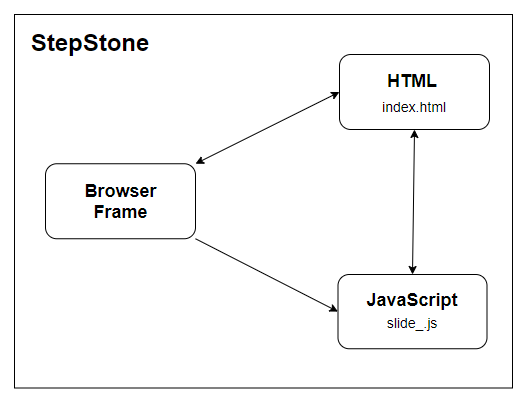 StepStone
HTML
index.html
Browser
Frame
JavaScript
slide_.js